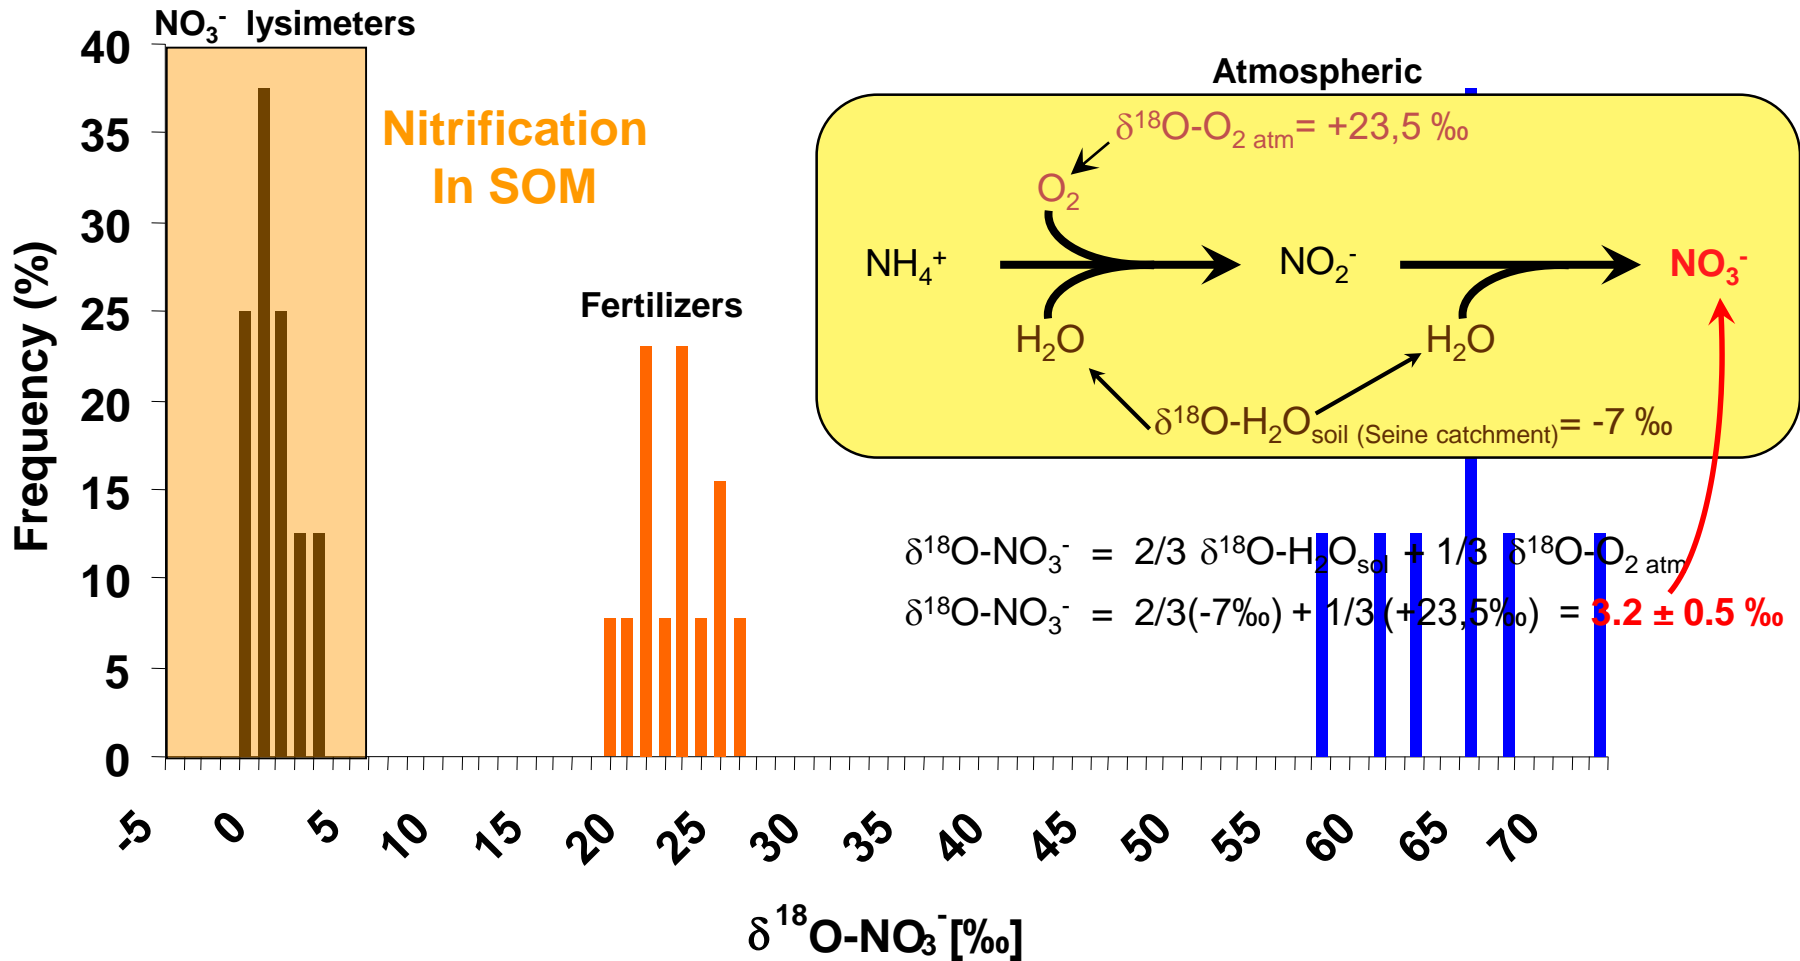 NO₃⁻ lysimeters
40
35
30
25
20
15
10
5
0
Frequency (%)
Nitrification
In SOM
Fertilizers
Atmospheric
δ¹⁸O-O₂ atm= +23,5 ‰
O₂
NH₄⁺
NO₂⁻
NO₃⁻
H₂O
H₂O
δ¹⁸O-H₂Osoil (Seine catchment)= -7 ‰
δ¹⁸O-NO₃⁻ = 2/3 δ¹⁸O-H₂Osol + 1/3 δ¹⁸O-O₂ atm
δ¹⁸O-NO₃⁻ = 2/3(-7‰) + 1/3 (+23,5‰) = 3.2 ± 0.5 ‰
-5 0 5 10 15 20 25 30 35 40 45 50 55 60 65 70
δ¹⁸O-NO₃⁻[‰]